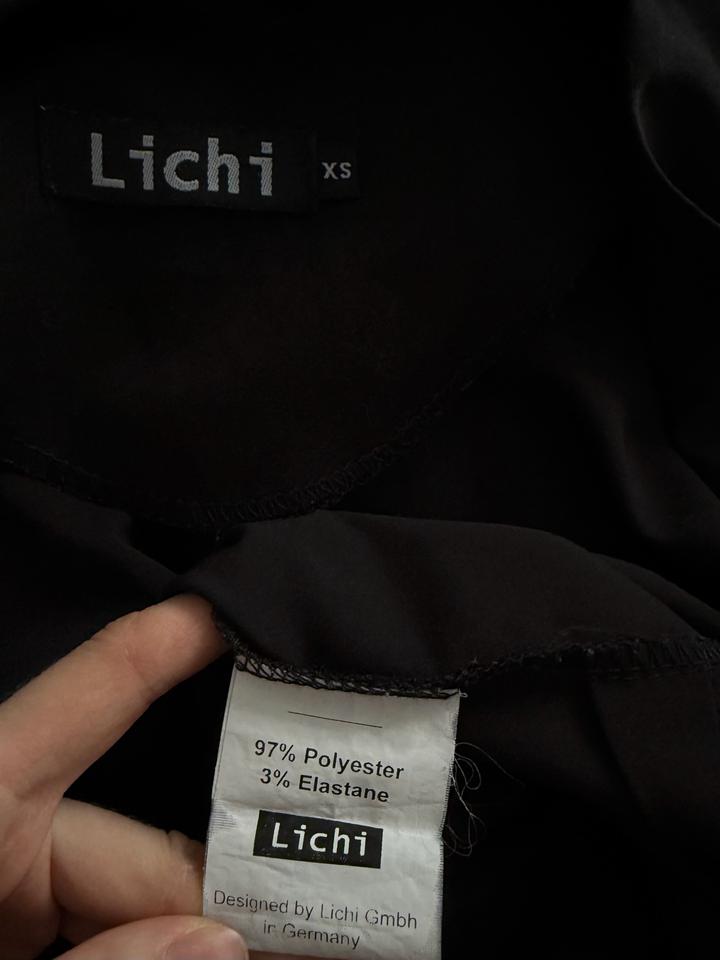 Lichi
XS
97% Polyester
3% Elastane
Lichi
Designed by Lichi Gmbh
in Germany